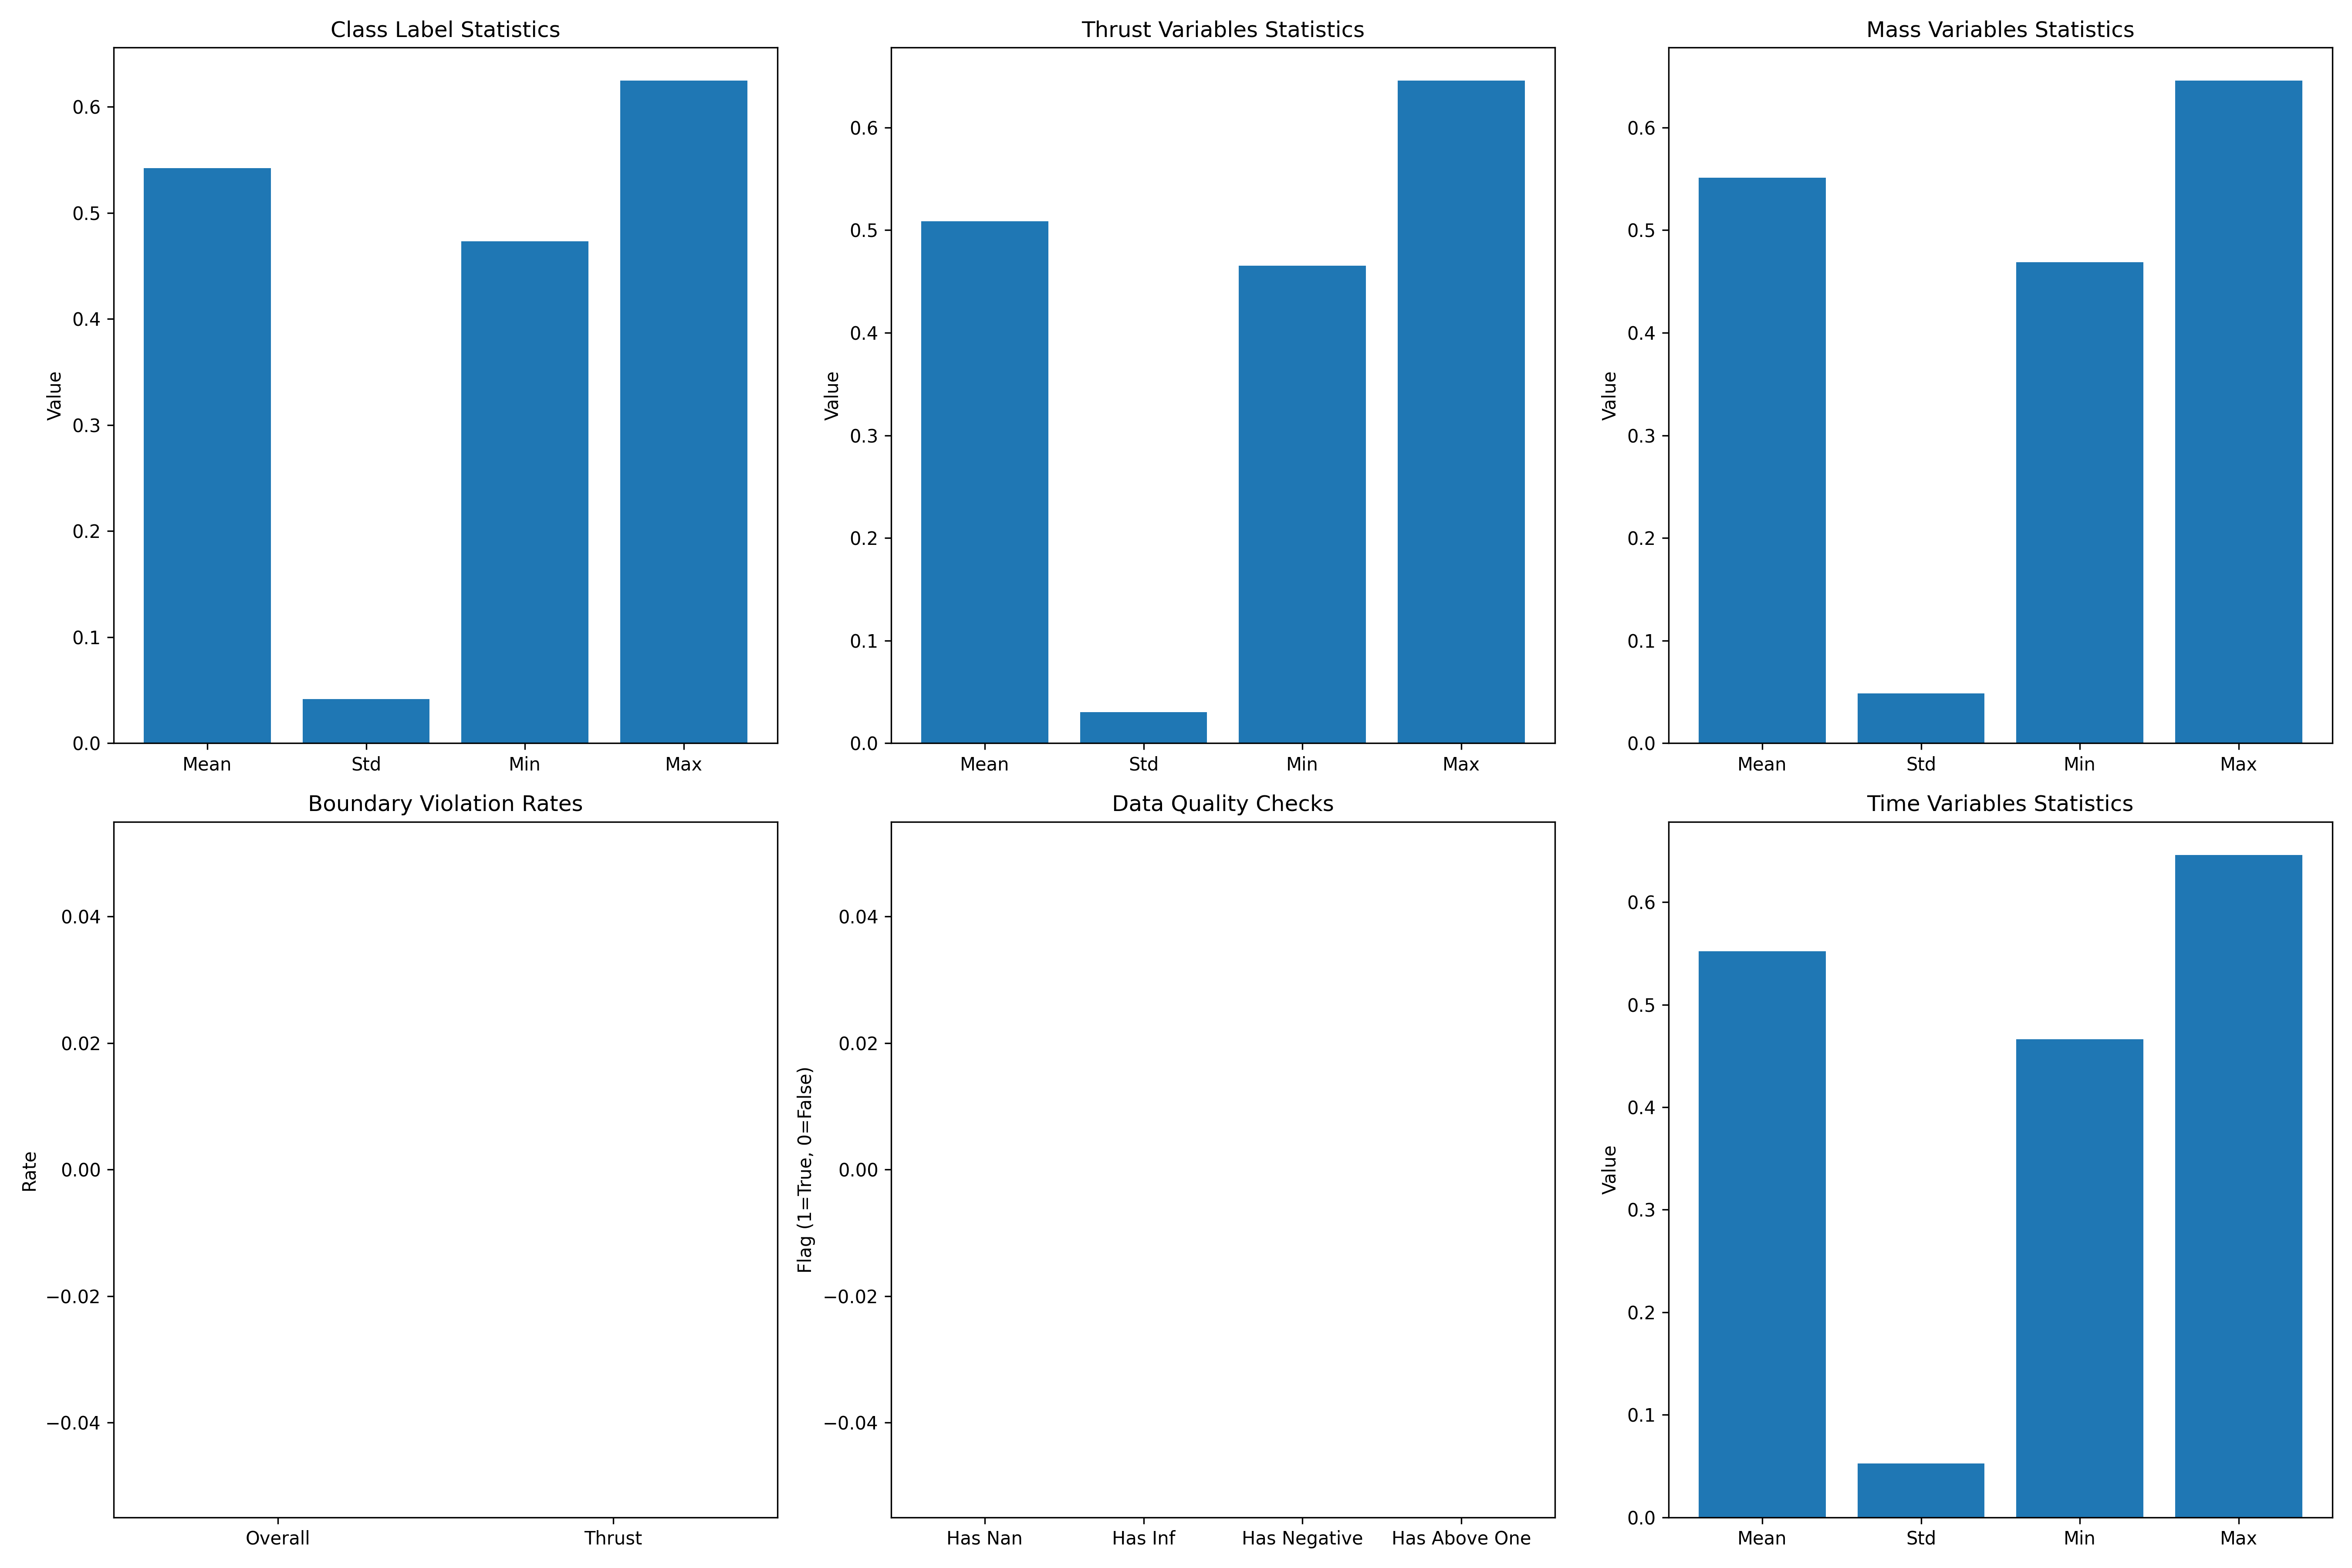 Class Label Statistics
Value
0.6
0.5
0.4
0.3
0.2
0.1
0.0
Mean Std Min Max
Thrust Variables Statistics
Value
0.6
0.5
0.4
0.3
0.2
0.1
0.0
Mean Std Min Max
Mass Variables Statistics
Value
0.6
0.5
0.4
0.3
0.2
0.1
0.0
Mean Std Min Max
Boundary Violation Rates
Rate
0.04
0.02
0.00
−0.02
−0.04
Overall Thrust
Data Quality Checks
Flag (1=True, 0=False)
0.04
0.02
0.00
−0.02
−0.04
Has Nan Has Inf Has Negative Has Above One
Time Variables Statistics
Value
0.6
0.5
0.4
0.3
0.2
0.1
0.0
Mean Std Min Max